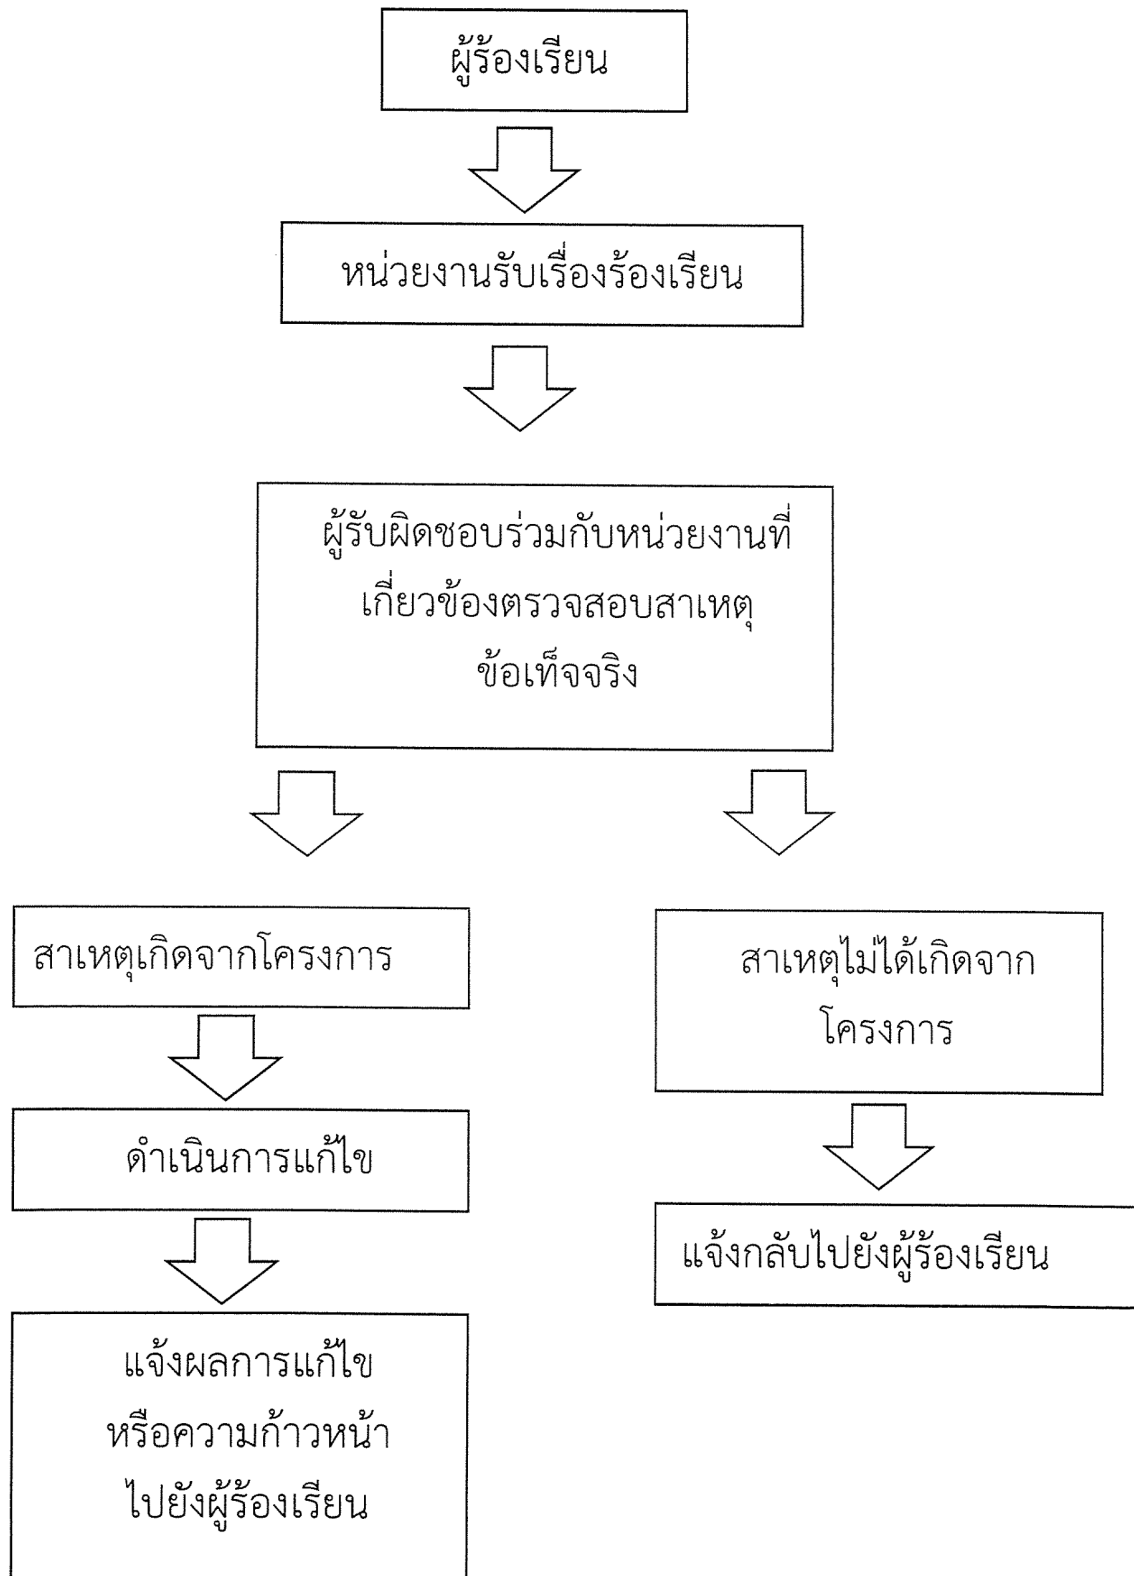 ผู้ร้องเรียน
หน่วยงานรับเรื่องร้องเรียน
ผู้รับผิดชอบร่วมกับหน่วยงานที่
เกี่ยวข้องตรวจสอบสาเหตุ
ข้อเท็จจริง
สาเหตุเกิดจากโครงการ
ดำเนินการแก้ไข
แจ้งผลการแก้ไข
หรือความก้าวหน้า
ไปยังผู้ร้องเรียน
สาเหตุไม่ได้เกิดจาก
โครงการ
แจ้งกลับไปยังผู้ร้องเรียน